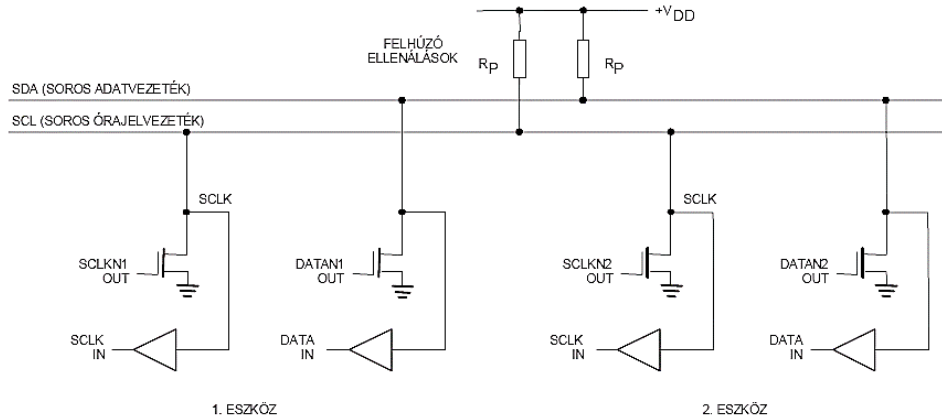 +VDD
FELHÚZÓ
ELLENÁLÁSOK
RP
RP
SDA (SOROS ADATVEZETÉK)
SCL (SOROS ÓRAJELVEZETÉK)
SCLK
SCLK
SCLKN1
OUT
DATAN1
OUT
SCLKN2
OUT
DATAN2
OUT
SCLK
IN
DATA
IN
SCLK
IN
DATA
IN
1. ESZKÖZ
2. ESZKÖZ